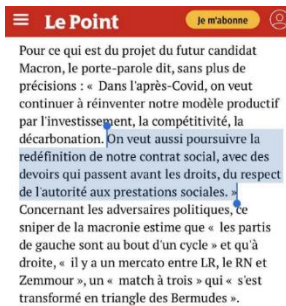 Le Point
Je m'abonne
Pour ce qui est du projet du futur candidat
Macron, le porte-parole dit, sans plus de
précisions : « Dans l'après-Covid, on veut
continuer à réinventer notre modèle productif
par l'investissement, la compétitivité, la
décarbonation. On veut aussi poursuivre la
redéfinition de notre contrat social, avec des
devoirs qui passent avant les droits, du respect
de l'autorité aux prestations sociales. »
Concernant les adversaires politiques, ce
sniper de la macronie estime que « les partis
de gauche sont au bout d'un cycle » et qu'à
droite, « il y a un mercato entre LR, le RN et
Zemmour », un « match à trois » qui « s'est
transformé en triangle des Bermudes ».